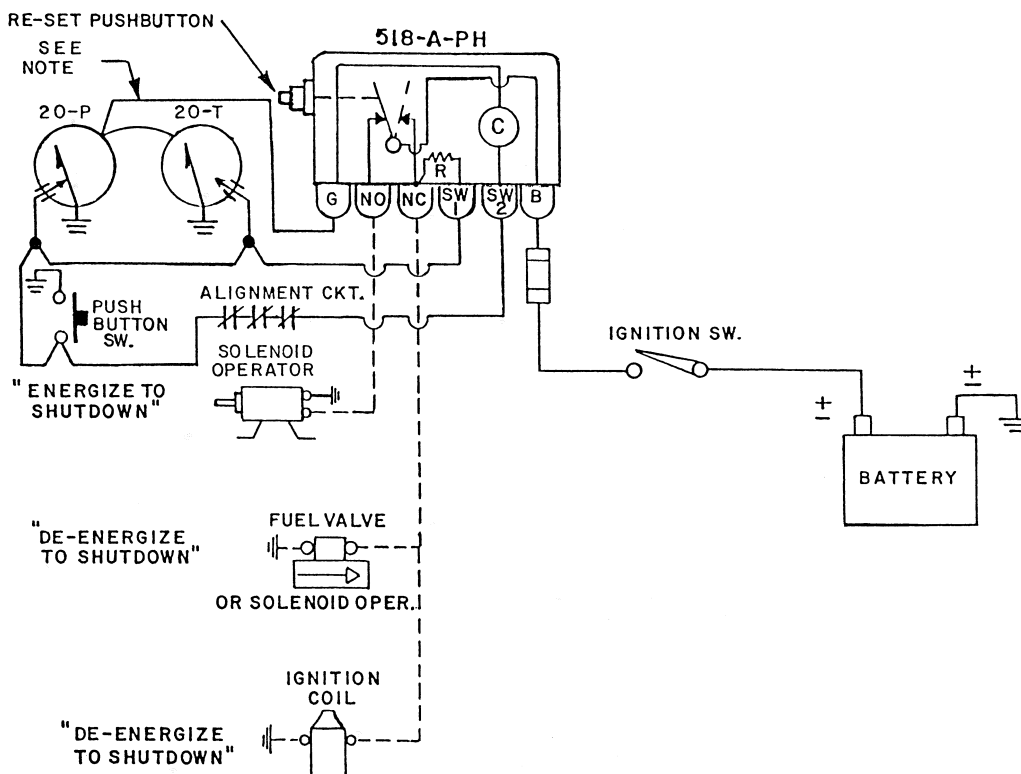 RE-SET PUSHBUTTON
518-A-PH
SEE
NOTE
20-P
20-T
C
R
G
NO
NC
SW
1
SW
2
B
ALIGNMENT CKT.
PUSH
BUTTON
SW.
IGNITION SW.
SOLENOID
OPERATOR
"ENERGIZE TO
SHUTDOWN"
±
±
BATTERY
"DE-ENERGIZE
TO SHUTDOWN"
FUEL VALVE
OR SOLENOID OPER.
IGNITION
COIL
"DE-ENERGIZE
TO SHUTDOWN"